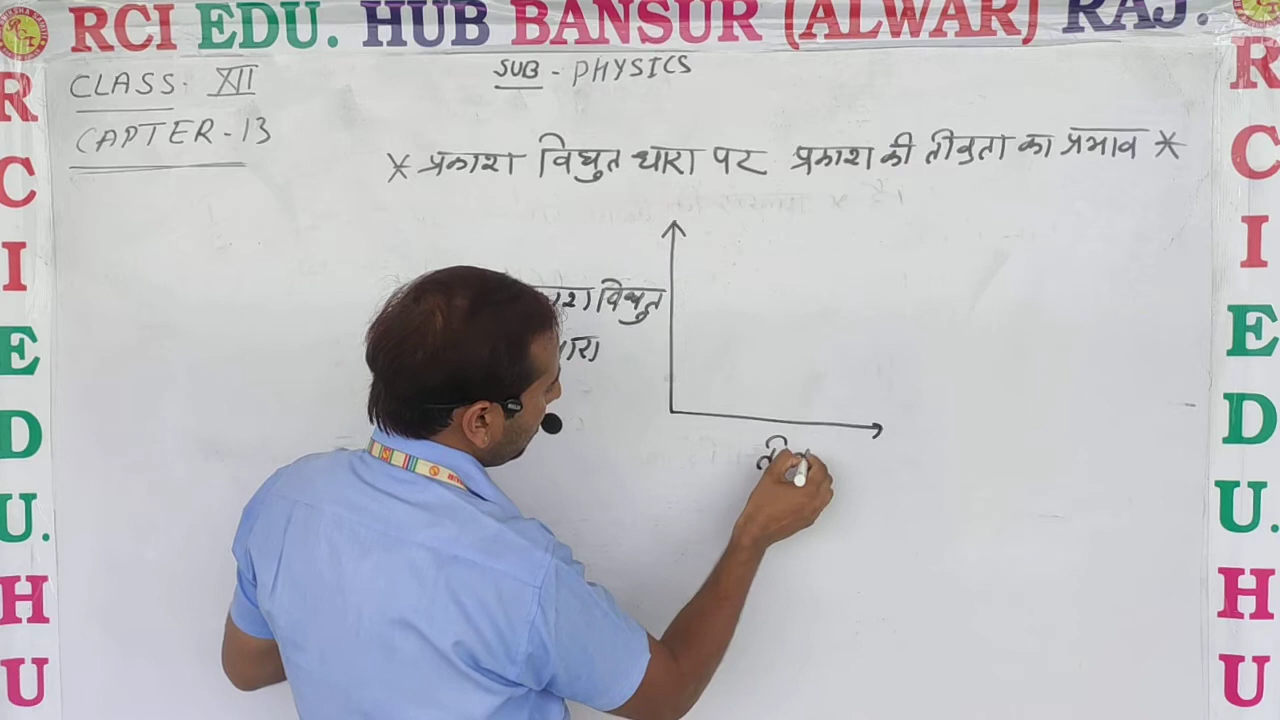 RCI EDU. HUB BANSUR (ALWAR) RAJ.
CLASS. XII
SUB - PHYSICS
CAPTER-13
* प्रकाश विद्युत धारा पर प्रकाश की तीव्रता का प्रभाव *
विद्युत
R
C
I
E
D
U.
H
U
R
C
I
E
D
U.
H
U